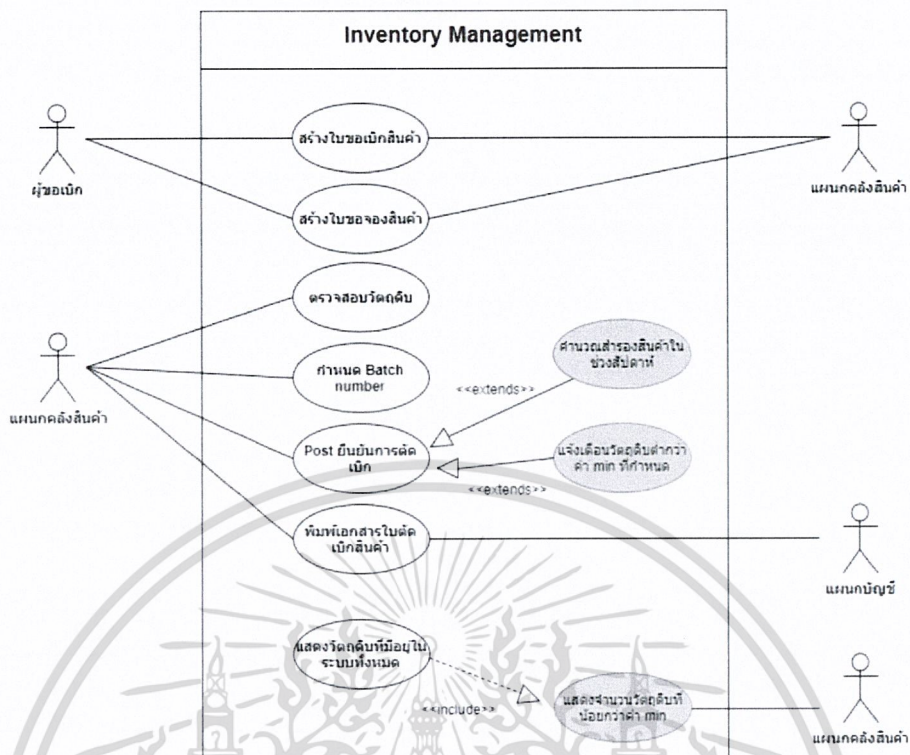 Inventory Management
สร้างใบขอเบิกสินค้า
ผู้ขอเบิก
แผนกคลังสินค้า
สร้างใบขอจองสินค้า
ตรวจสอบวัตถุดิบ
แผนกคลังสินค้า
กำหนด Batch
number
คำนวณสำรองสินค้าใน
ช่วงสัปดาห์
<<extends>>
Post ยืนยันการตัด
เบิก
แจ้งเตือนวัตถุดิบต่ำกว่า
ค่า min ที่กำหนด
<<extends>>
พิมพ์เอกสารใบตัด
เบิกสินค้า
แผนกบัญชี
แสดงวัตถุดิบที่มีอยู่ใน
ระบบทั้งหมด
<<include>>
แสดงจำนวนวัตถุดิบที่
น้อยกว่าค่า min
แผนกคลังสินค้า